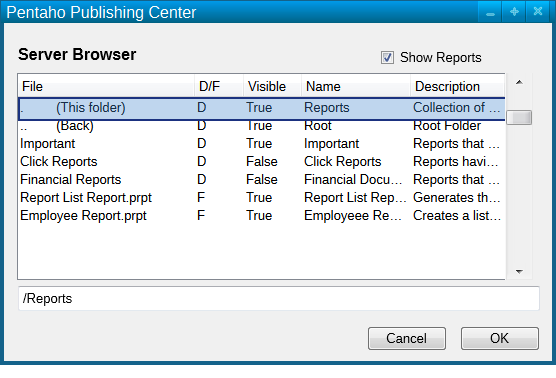 Pentaho Publishing Center
Server Browser
Show Reports
File D/F Visible Name Description
. (This folder) D True Reports Collection of ...
.. (Back) D True Root Root Folder
Important D True Important Reports that ...
Click Reports D False Click Reports Reports havi...
Financial Reports D False Financial Docu... Reports that ...
Report List Report.prpt F True Report List Rep... Generates th...
Employeee Report.prpt F True Employeee Re... Creates a list...
/Reports
Cancel OK